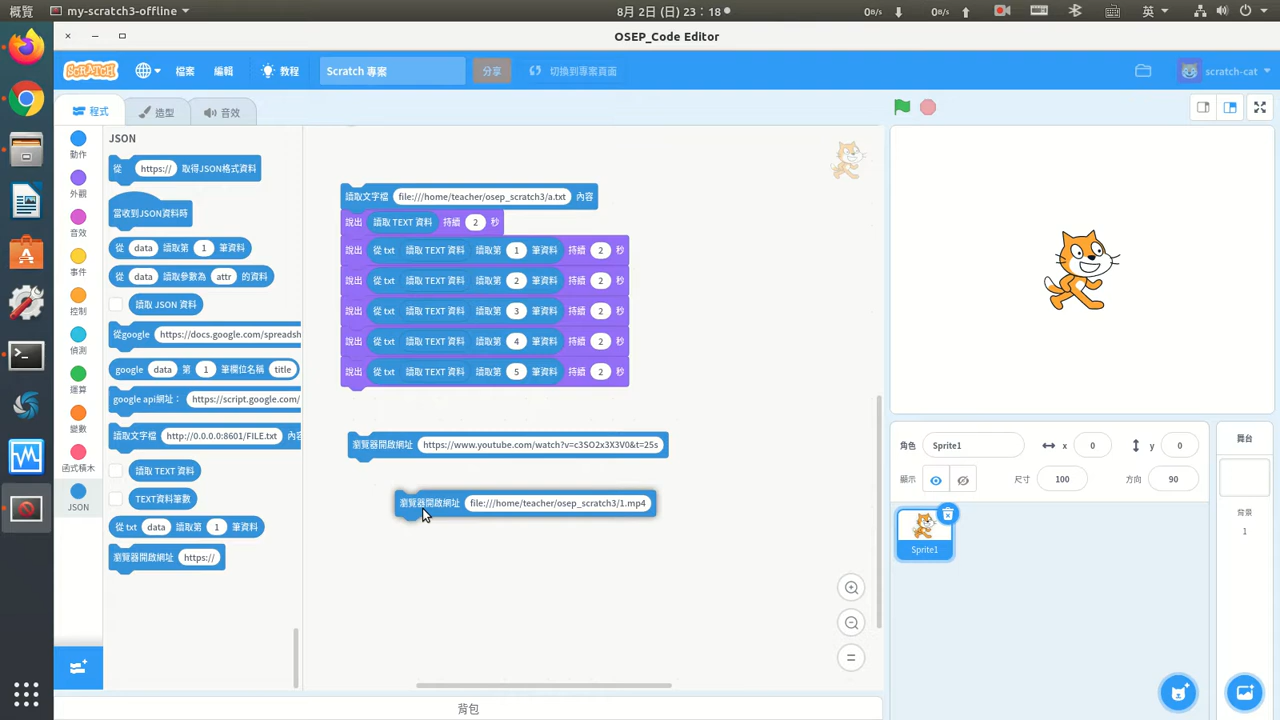 概覽 my-scratch3-offline 8月 2日(日) 23：18 0B/s 0B/s 英
OSEP_Code Editor
SCRATCH 檔案 編輯 教程 Scratch 專案 分享 切換到專案頁面 scratch-cat
程式 造型 音效
動作
外觀
音效
事件
控制
偵測
運算
變數
函式積木
JSON
JSON
從 https:// 取得JSON格式資料
當收到JSON資料時
從 data 讀取第 1 筆資料
從 data 讀取參數為 attr 的資料
讀取 JSON 資料
從google https://docs.google.com/spreadsh
google data 第 1 筆欄位名稱 title
google api網址： https://script.google.com/
讀取文字檔 http://0.0.0.0:8601/FILE.txt 內容
讀取 TEXT 資料
TEXT資料筆數
從 txt data 讀取第 1 筆資料
瀏覽器開啟網址 https://
讀取文字檔 file:///home/teacher/osep_scratch3/a.txt 內容
說出 讀取 TEXT 資料 持續 2 秒
說出 從 txt 讀取 TEXT 資料 讀取第 1 筆資料 持續 2 秒
說出 從 txt 讀取 TEXT 資料 讀取第 2 筆資料 持續 2 秒
說出 從 txt 讀取 TEXT 資料 讀取第 3 筆資料 持續 2 秒
說出 從 txt 讀取 TEXT 資料 讀取第 4 筆資料 持續 2 秒
說出 從 txt 讀取 TEXT 資料 讀取第 5 筆資料 持續 2 秒
瀏覽器開啟網址 https://www.youtube.com/watch?v=c3SO2x3X3V0&t=25s
瀏覽器開啟網址 file:///home/teacher/osep_scratch3/1.mp4
背包
角色 Sprite1 x 0 y 0
顯示 尺寸 100 方向 90
Sprite1
舞台
背景
1